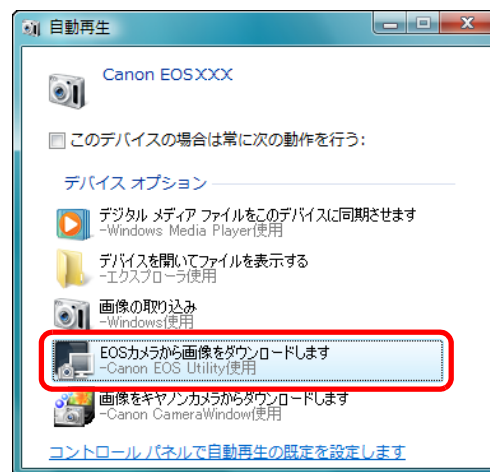 自動再生
Canon EOSXXX
このデバイスの場合は常に次の動作を行う:
デバイス オプション
デジタル メディア ファイルをこのデバイスに同期させます
-Windows Media Player使用
デバイスを開いてファイルを表示する
-エクスプローラ使用
画像の取り込み
-Windows使用
EOSカメラから画像をダウンロードします
-Canon EOS Utility使用
画像をキヤノンカメラからダウンロードします
-Canon CameraWindow使用
コントロール パネルで自動再生の既定を設定します